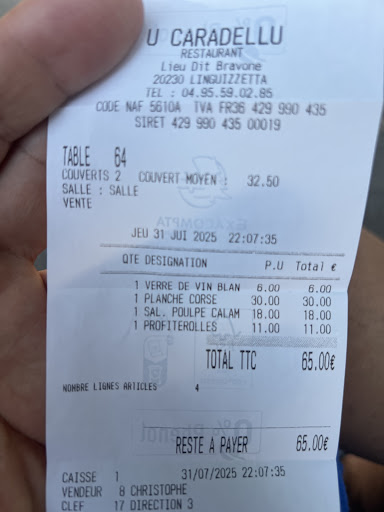 U CARADELLU
RESTAURANT
Lieu Dit Bravone
20230 LINGUIZZETTA
TEL : 04.95.59.02.85
CODE NAF 5610A TVA FR36 429 990 435
SIRET 429 990 435 00019
TABLE 64
COUVERTS 2 COUVERT MOYEN 32.50
SALLE : SALLE
VENTE
JEU 31 JUI 2025 22:07:35
QTE DESIGNATION P.U Total €
1 VERRE DE VIN BLAN 6.00 6.00
1 PLANCHE CORSE 30.00 30.00
1 SAL. POULPE CALAM 18.00 18.00
1 PROFITEROLLES 11.00 11.00
TOTAL TTC 65.00€
NOMBRE LIGNES ARTICLES 4
RESTE A PAYER 65.00€
CAISSE 1 31/07/2025 22:07:35
VENDEUR 8 CHRISTOPHE
CLEF 17 DIRECTION 3